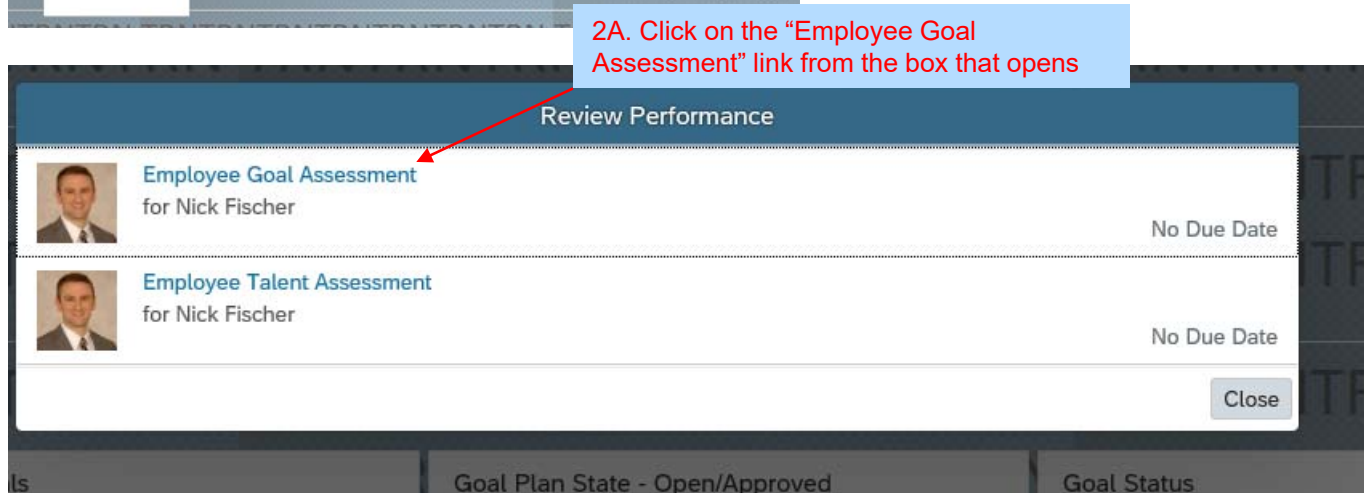 2A. Click on the “Employee Goal
Assessment” link from the box that opens
Review Performance
Employee Goal Assessment
for Nick Fischer
No Due Date
Employee Talent Assessment
for Nick Fischer
No Due Date
Close
ls
Goal Plan State - Open/Approved
Goal Status